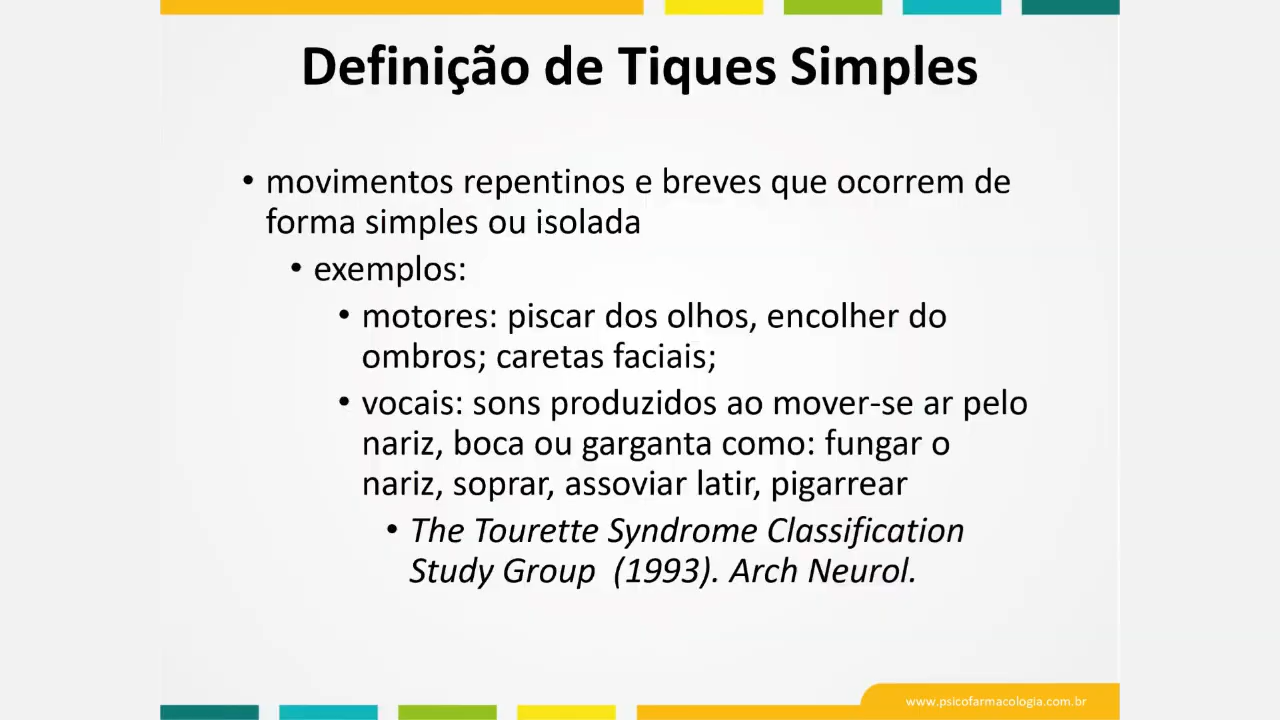 Definição de Tiques Simples
• movimentos repentinos e breves que ocorrem de
forma simples ou isolada
• exemplos:
• motores: piscar dos olhos, encolher do
ombros; caretas faciais;
• vocais: sons produzidos ao mover-se ar pelo
nariz, boca ou garganta como: fungar o
nariz, soprar, assoviar latir, pigarrear
• The Tourette Syndrome Classification
Study Group (1993). Arch Neurol.
www.psicofarmacologia.com.br